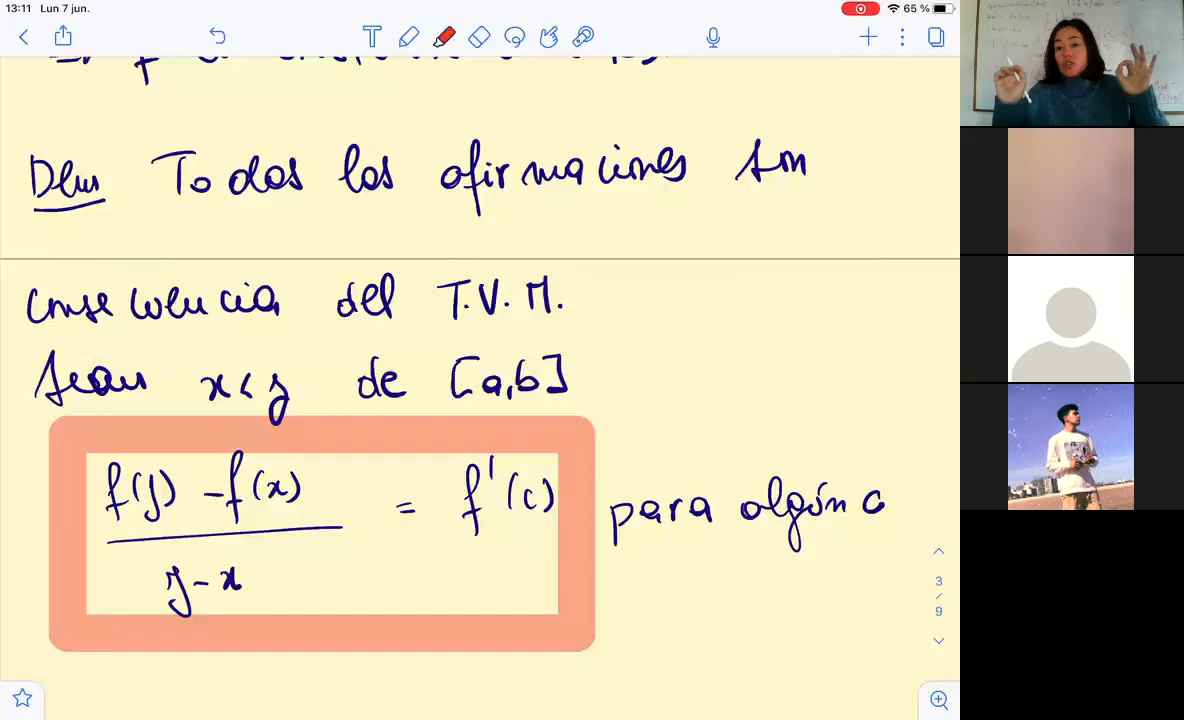 13:11 Lun 7 jun.
65 %
Dem Todas las afirmaciones son
consecuencia del T.V.M.
Sean x < y de [a,b]
f(y) - f(x) / y - x = f'(c) para algún c
3
/
9